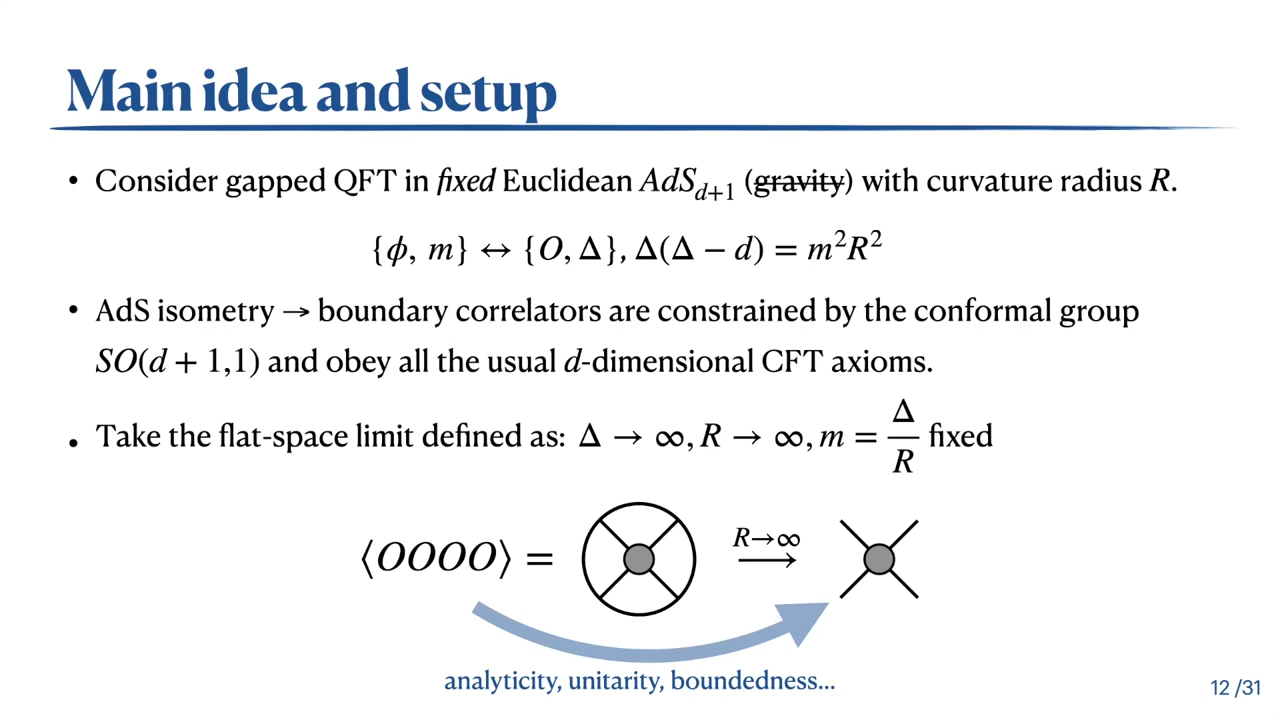 Main idea and setup
• Consider gapped QFT in fixed Euclidean AdS_{d+1} (~~gravity~~) with curvature radius R.
{ϕ, m} ↔ {O, Δ}, Δ(Δ − d) = m²R²
• AdS isometry → boundary correlators are constrained by the conformal group
SO(d + 1,1) and obey all the usual d-dimensional CFT axioms.
• Take the flat-space limit defined as: Δ → ∞, R → ∞, m = Δ/R fixed
⟨OOOO⟩ = R→∞
analyticity, unitarity, boundedness...
12 /31